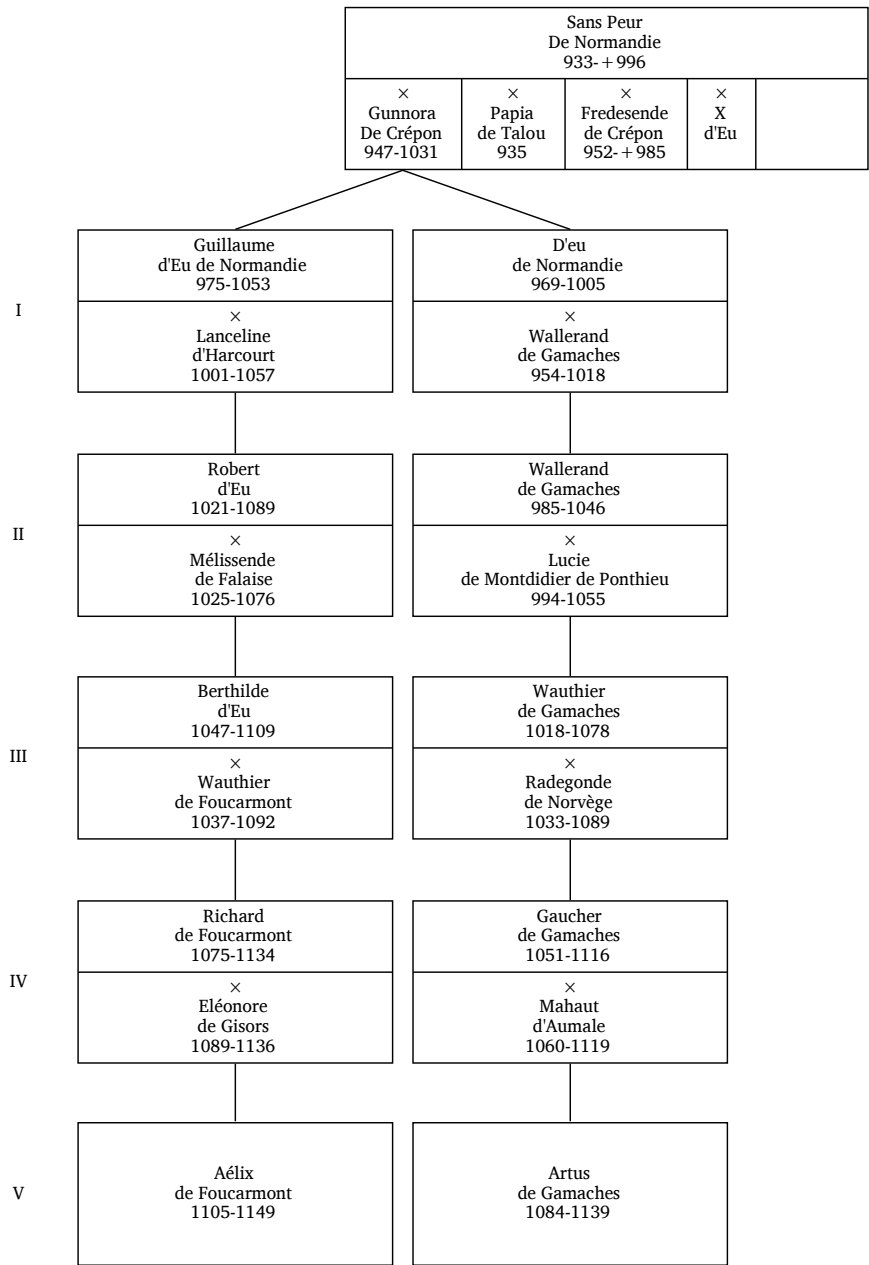 Sans Peur
De Normandie
933-+996
×
Gunnora
De Crépon
947-1031
×
Papia
de Talou
935
×
Fredesende
de Crépon
952-+985
×
X
d'Eu
I
Guillaume
d'Eu de Normandie
975-1053
×
Lanceline
d'Harcourt
1001-1057
D'eu
de Normandie
969-1005
×
Wallerand
de Gamaches
954-1018
II
Robert
d'Eu
1021-1089
×
Mélissende
de Falaise
1025-1076
Wallerand
de Gamaches
985-1046
×
Lucie
de Montdidier de Ponthieu
994-1055
III
Berthilde
d'Eu
1047-1109
×
Wauthier
de Foucarmont
1037-1092
Wauthier
de Gamaches
1018-1078
×
Radegonde
de Norvège
1033-1089
IV
Richard
de Foucarmont
1075-1134
×
Eléonore
de Gisors
1089-1136
Gaucher
de Gamaches
1051-1116
×
Mahaut
d'Aumale
1060-1119
V
Aélix
de Foucarmont
1105-1149
Artus
de Gamaches
1084-1139